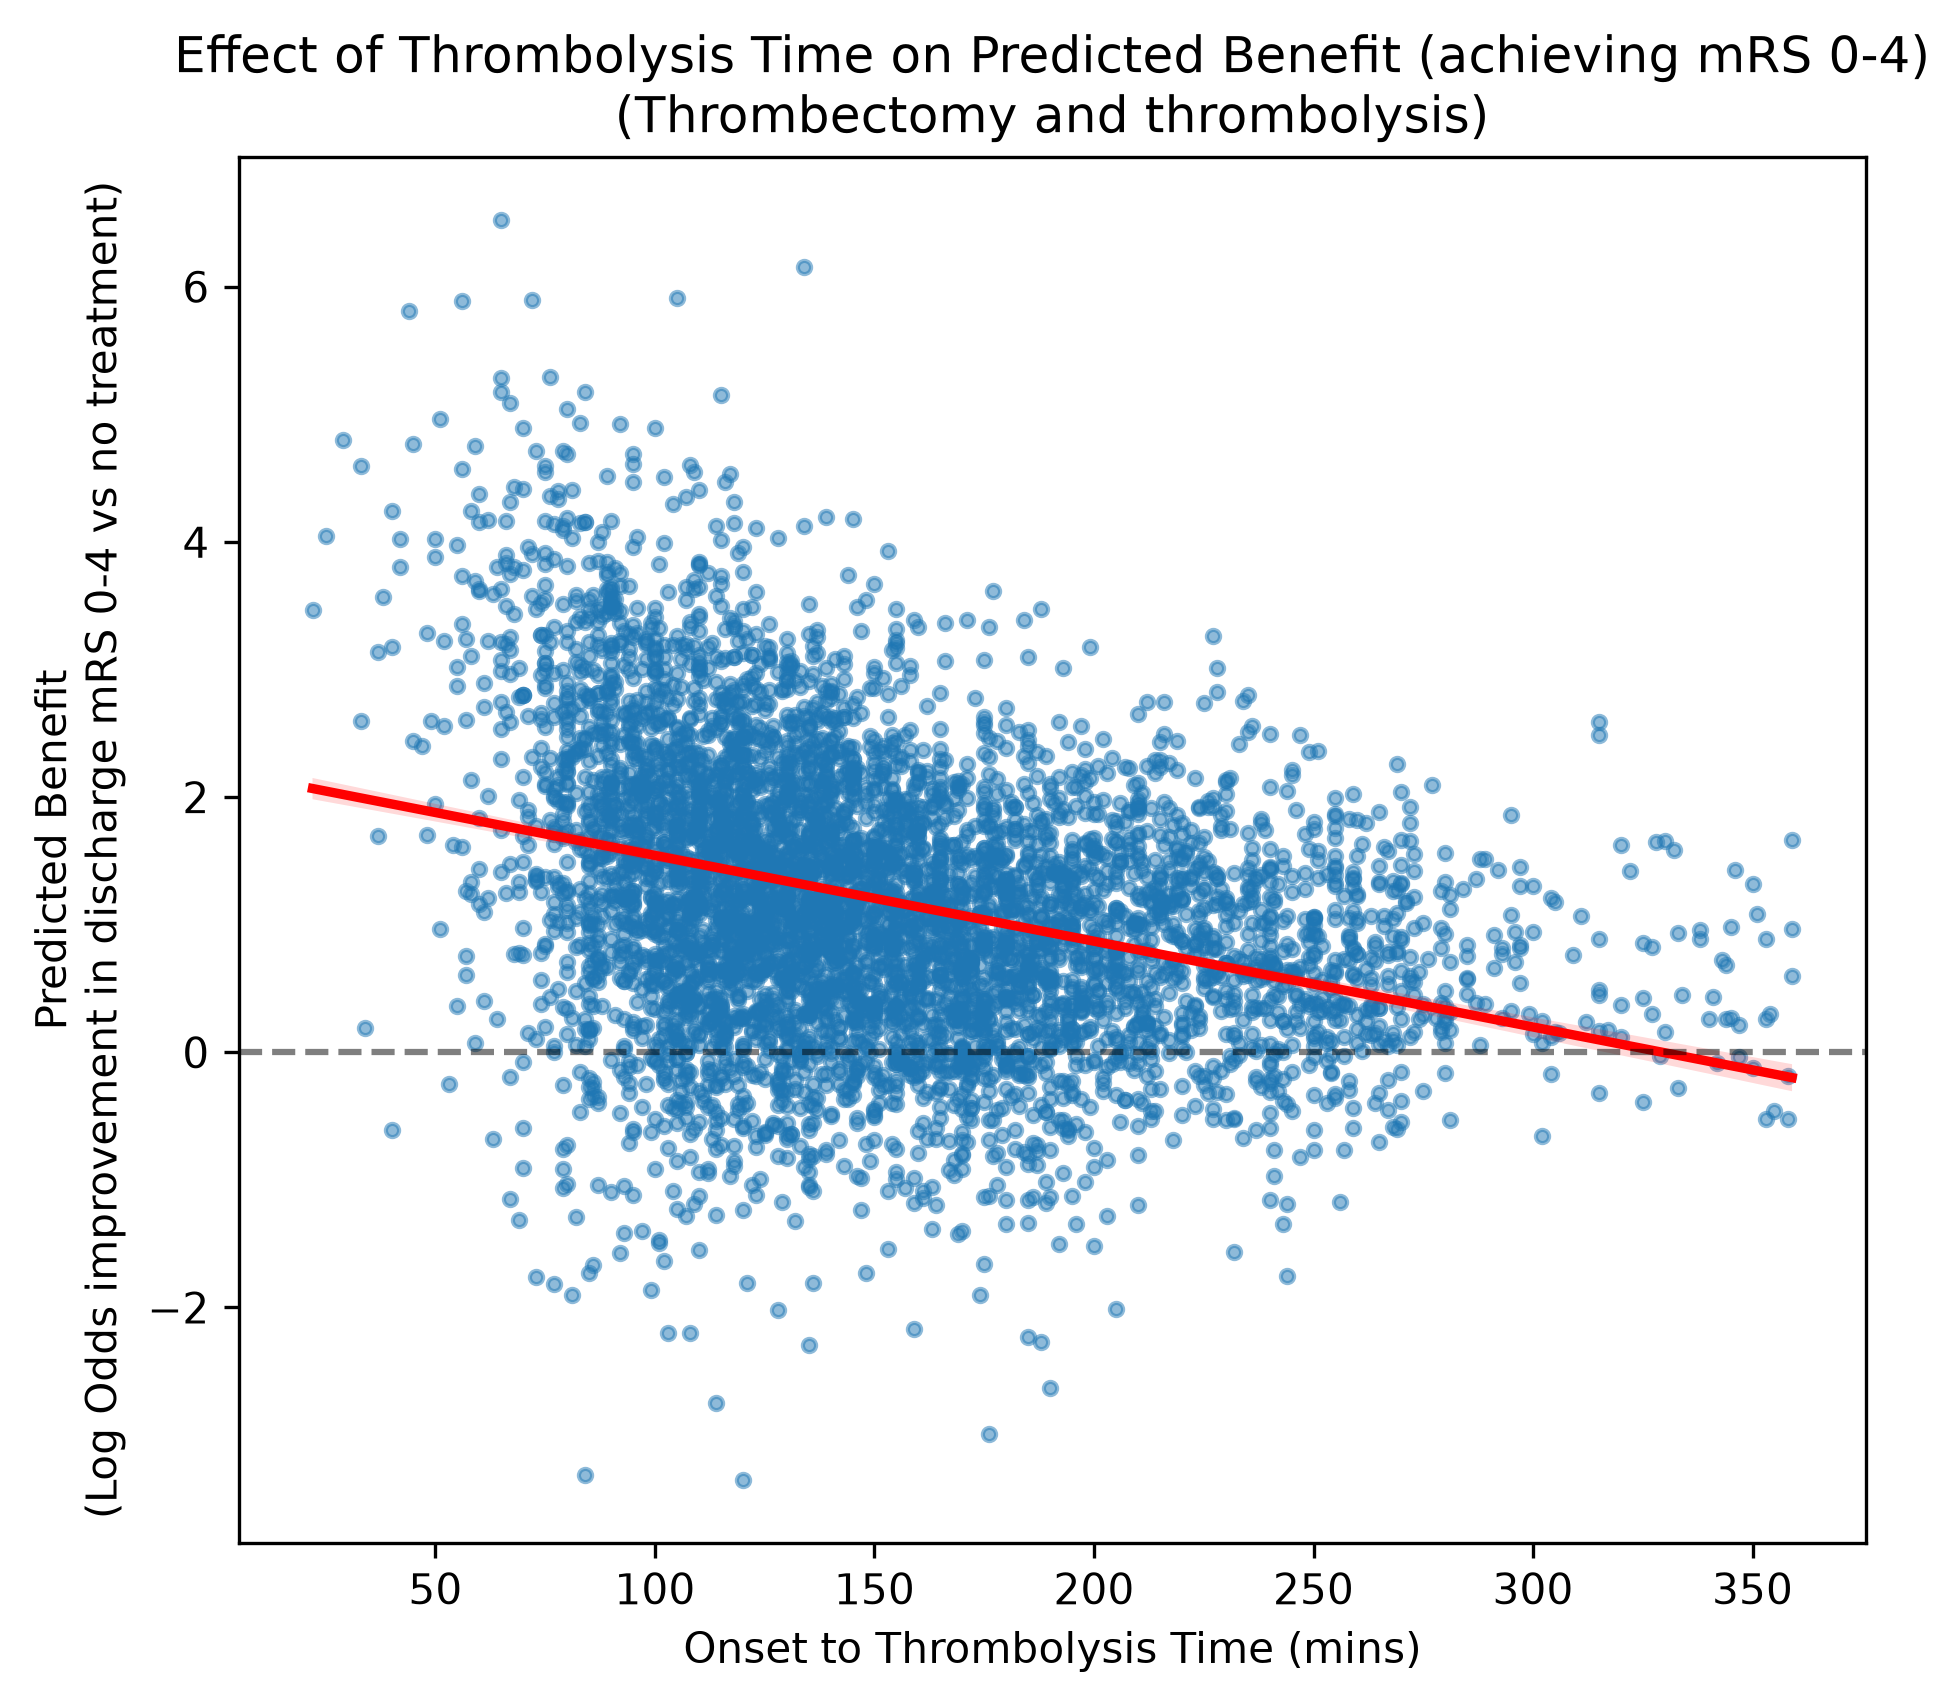 Effect of Thrombolysis Time on Predicted Benefit (achieving mRS 0-4)
(Thrombectomy and thrombolysis)
Predicted Benefit
(Log Odds improvement in discharge mRS 0-4 vs no treatment)
6
4
2
0
−2
50 100 150 200 250 300 350
Onset to Thrombolysis Time (mins)